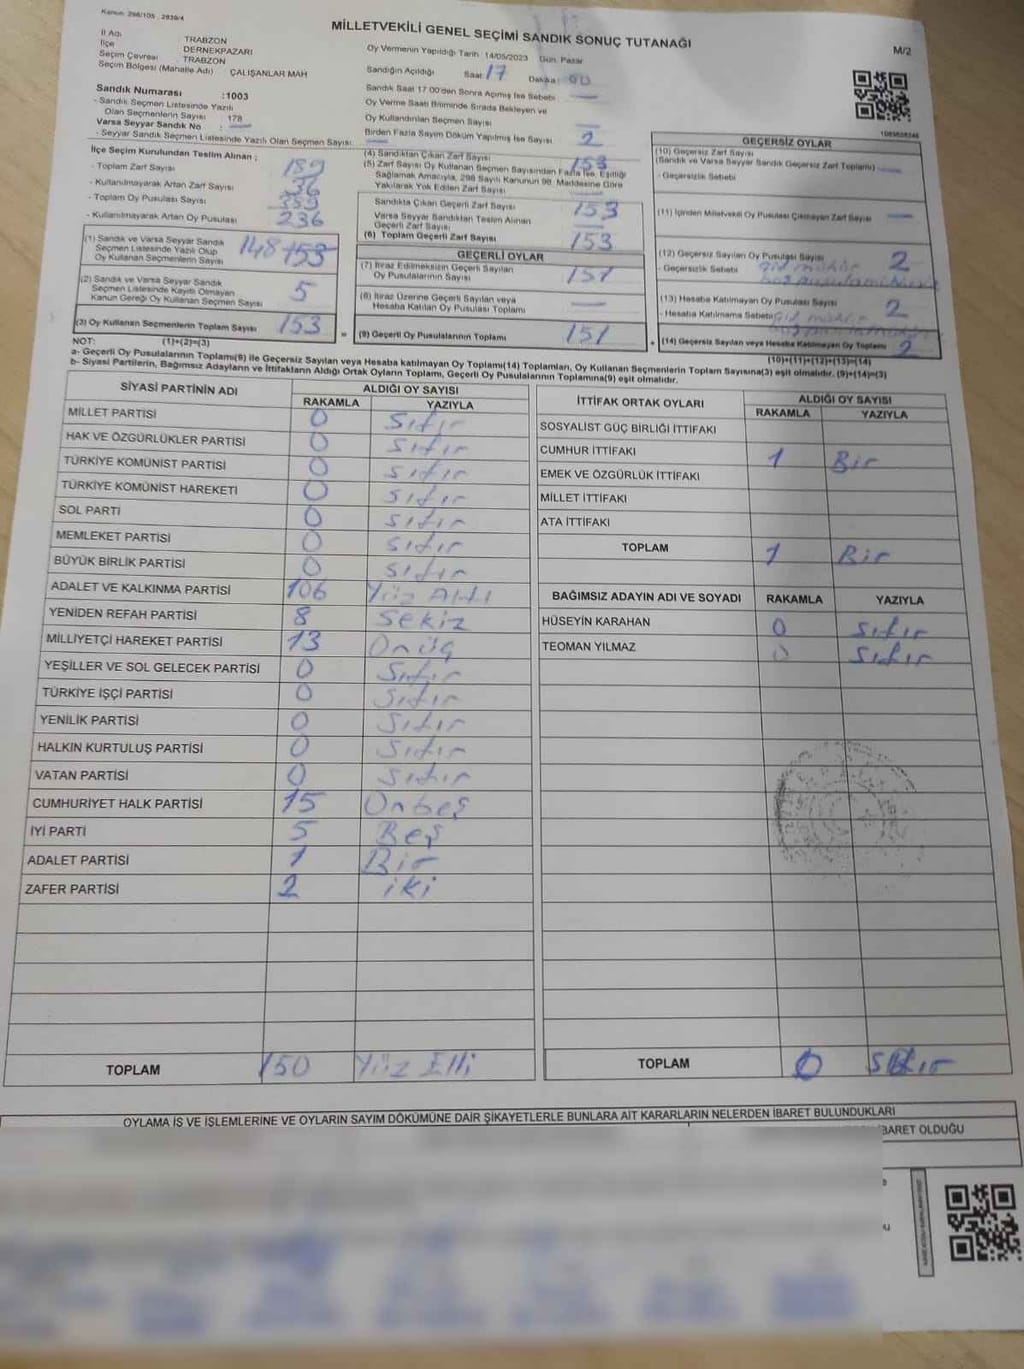 Kanun: 298/105 , 2839/4
MİLLETVEKİLİ GENEL SEÇİMİ SANDIK SONUÇ TUTANAĞI
M/2
İl Adı TRABZON
İlçe DERNEKPAZARI
Seçim Çevresi TRABZON
Seçim Bölgesi (Mahalle Adı) ÇALIŞANLAR MAH
Oy Vermenin Yapıldığı Tarih 14/05/2023 Gün: Pazar
Sandığın Açıldığı Saat 17 Dakika: 00
Sandık Saat 17.00'den Sonra Açılmış İse Sebebi
Oy Verme Saati Bitiminde Sırada Bekleyen ve
Oy Kullandırılan Seçmen Sayısı
Birden Fazla Sayım Döküm Yapılmış İse Sayısı 2
Sandık Numarası :1003
- Sandık Seçmen Listesinde Yazılı
Olan Seçmenlerin Sayısı : 178
Varsa Seyyar Sandık No :
- Seyyar Sandık Seçmen Listesinde Yazılı Olan Seçmen Sayısı:
İlçe Seçim Kurulundan Teslim Alınan ;
- Toplam Zarf Sayısı 189
- Kullanılmayarak Artan Zarf Sayısı 36
- Toplam Oy Pusulası Sayısı
- Kullanılmayarak Artan Oy Pusulası 236
(1) Sandık ve Varsa Seyyar Sandık
Seçmen Listesinde Yazılı Olup
Oy Kullanan Seçmenlerin Sayısı 148 153
(2) Sandık ve Varsa Seyyar Sandık
Seçmen Listesinde Kayıtlı Olmayan
Kanun Gereği Oy Kullanan Seçmen Sayısı 5
(3) Oy Kullanan Seçmenlerin Toplam Sayısı 153
(4) Sandıktan Çıkan Zarf Sayısı 153
(5) Zarf Sayısı Oy Kullanan Seçmen Sayısından Fazla İse, Eşitliği
Sağlamak Amacıyla, 298 Sayılı Kanunun 98. Maddesine Göre
Yakılarak Yok Edilen Zarf Sayısı
Sandıkta Çıkan Geçerli Zarf Sayısı 153
Varsa Seyyar Sandıktan Teslim Alınan
Geçerli Zarf Sayısı
(6) Toplam Geçerli Zarf Sayısı 153
GEÇERLİ OYLAR
(7) İtiraz Edilmeksizin Geçerli Sayılan
Oy Pusulalarının Sayısı 151
(8) İtiraz Üzerine Geçerli Sayılan veya
Hesaba Katılan Oy Pusulası Toplamı
= (9) Geçerli Oy Pusulalarının Toplamı 151
GEÇERSİZ OYLAR
(10) Geçersiz Zarf Sayısı
(Sandık ve Varsa Seyyar Sandık Geçersiz Zarf Toplamı)
- Geçersizlik Sebebi
(11) İçinden Milletvekili Oy Pusulası Çıkmayan Zarf Sayısı
(12) Geçersiz Sayılan Oy Pusulası Sayısı 2
- Geçersizlik Sebebi
(13) Hesaba Katılmayan Oy Pusulası Sayısı 2
- Hesaba Katılmama Sebebi
+ (14) Geçersiz Sayılan veya Hesaba Katılmayan Oy Toplamı 2
NOT: (1)+(2)=(3)
(10)+(11)+(12)+(13)=(14)
a- Geçerli Oy Pusulalarının Toplamı(9) ile Geçersiz Sayılan veya Hesaba katılmayan Oy Toplamı(14) Toplamları, Oy Kullanan Seçmenlerin Toplam Sayısına(3) eşit olmalıdır. (9)+(14)=(3)
b- Siyasi Partilerin, Bağımsız Adayların ve İttifakların Aldığı Ortak Oyların Toplamı, Geçerli Oy Pusulalarının Toplamına(9) eşit olmalıdır.
SİYASİ PARTİNİN ADI ALDIĞI OY SAYISI
RAKAMLA YAZIYLA
MİLLET PARTİSİ 0 Sıfır
HAK VE ÖZGÜRLÜKLER PARTİSİ 0 Sıfır
TÜRKİYE KOMÜNİST PARTİSİ 0 Sıfır
TÜRKİYE KOMÜNİST HAREKETİ 0 Sıfır
SOL PARTİ 0 Sıfır
MEMLEKET PARTİSİ 0 Sıfır
BÜYÜK BİRLİK PARTİSİ 0 Sıfır
ADALET VE KALKINMA PARTİSİ 106 Yüz Altı
YENİDEN REFAH PARTİSİ 8 Sekiz
MİLLİYETÇİ HAREKET PARTİSİ 13 Onüç
YEŞİLLER VE SOL GELECEK PARTİSİ 0 Sıfır
TÜRKİYE İŞÇİ PARTİSİ 0 Sıfır
YENİLİK PARTİSİ 0 Sıfır
HALKIN KURTULUŞ PARTİSİ 0 Sıfır
VATAN PARTİSİ 0 Sıfır
CUMHURİYET HALK PARTİSİ 15 Onbeş
İYİ PARTİ 5 Beş
ADALET PARTİSİ 1 Bir
ZAFER PARTİSİ 2 iki
TOPLAM 150 Yüz Elli
İTTİFAK ORTAK OYLARI ALDIĞI OY SAYISI
RAKAMLA YAZIYLA
SOSYALİST GÜÇ BİRLİĞİ İTTİFAKI
CUMHUR İTTİFAKI 1 Bir
EMEK VE ÖZGÜRLÜK İTTİFAKI
MİLLET İTTİFAKI
ATA İTTİFAKI
TOPLAM 1 Bir
BAĞIMSIZ ADAYIN ADI VE SOYADI RAKAMLA YAZIYLA
HÜSEYİN KARAHAN 0 Sıfır
TEOMAN YILMAZ 0 Sıfır
TOPLAM 0 Sıfır
OYLAMA İŞ VE İŞLEMLERİNE VE OYLARIN SAYIM DÖKÜMÜNE DAİR ŞİKAYETLERLE BUNLARA AİT KARARLARIN NELERDEN İBARET BULUNDUKLARI
İBARET OLDUĞU